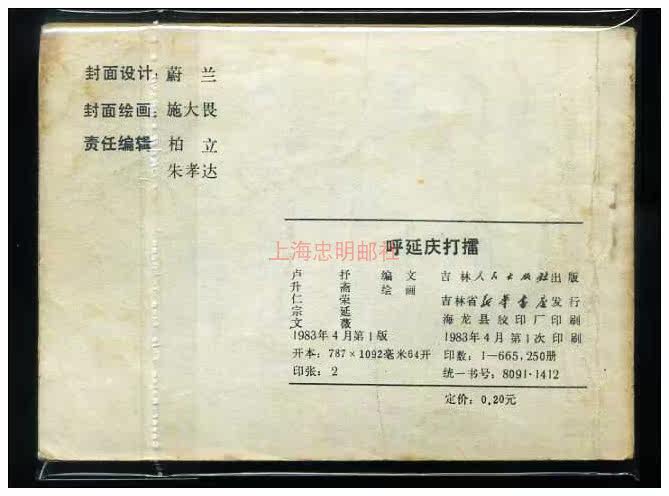 封面设计：蔚 兰
封面绘画：施大畏
责任编辑 柏 立
朱孝达
呼延庆打擂
上海忠明邮社
卢 抒 编文
升 斋 绘画
仁 荣
宗 延
文 薇
1983年4月第1版
开本：787×1092毫米64开
印张：2
吉林人民出版社出版
吉林省新华书店发行
海龙县胶印厂印刷
1983年4月第1次印刷
印数：1—665,250册
统一书号：8091·1412
定价：0.20元